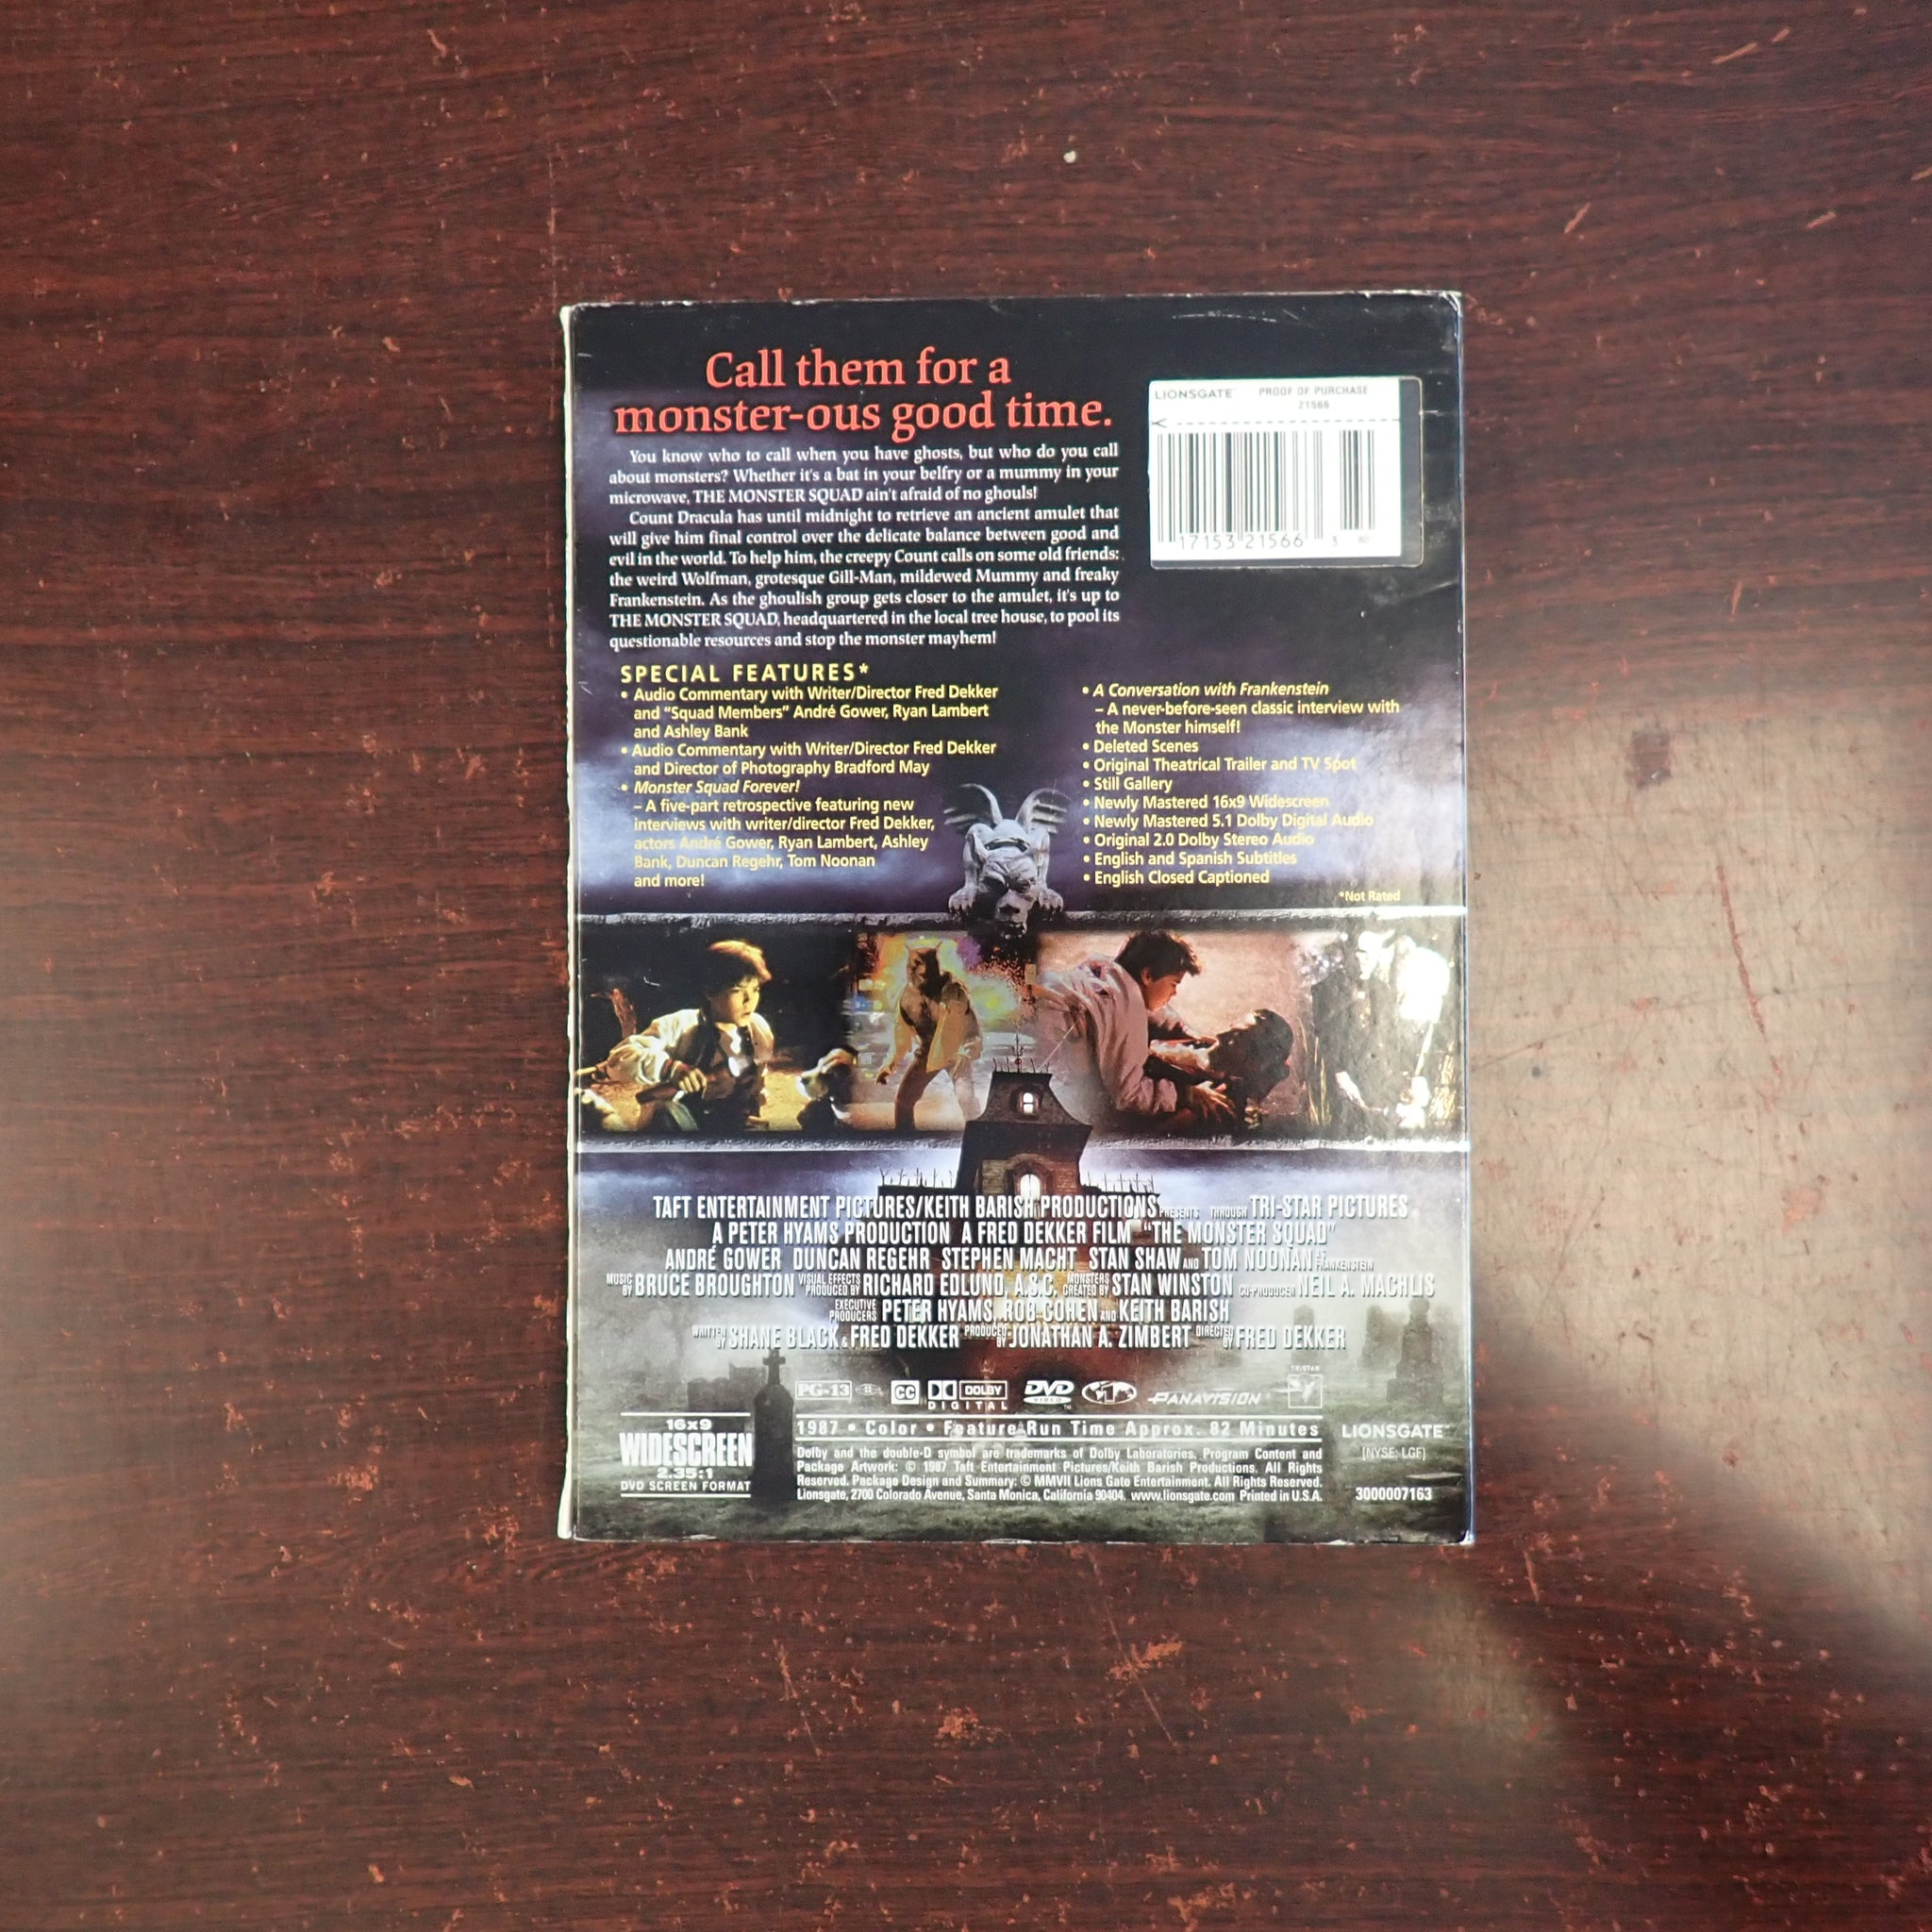 Call them for a
monster-ous good time.
You know who to call when you have ghosts, but who do you call
about monsters? Whether it's a bat in your belfry or a mummy in your
microwave, THE MONSTER SQUAD ain't afraid of no ghouls!
Count Dracula has until midnight to retrieve an ancient amulet that
will give him final control over the delicate balance between good and
evil in the world. To help him, the creepy Count calls on some old friends:
the weird Wolfman, grotesque Gill-Man, mildewed Mummy and freaky
Frankenstein. As the ghoulish group gets closer to the amulet, it's up to
THE MONSTER SQUAD, headquartered in the local tree house, to pool its
questionable resources and stop the monster mayhem!
LIONSGATE PROOF OF PURCHASE
21566
17153 21566 3 80
SPECIAL FEATURES*
• Audio Commentary with Writer/Director Fred Dekker
and "Squad Members" André Gower, Ryan Lambert
and Ashley Bank
• Audio Commentary with Writer/Director Fred Dekker
and Director of Photography Bradford May
• Monster Squad Forever!
– A five-part retrospective featuring new
interviews with writer/director Fred Dekker,
actors André Gower, Ryan Lambert, Ashley
Bank, Duncan Regehr, Tom Noonan
and more!
• A Conversation with Frankenstein
– A never-before-seen classic interview with
the Monster himself!
• Deleted Scenes
• Original Theatrical Trailer and TV Spot
• Still Gallery
• Newly Mastered 16x9 Widescreen
• Newly Mastered 5.1 Dolby Digital Audio
• Original 2.0 Dolby Stereo Audio
• English and Spanish Subtitles
• English Closed Captioned
*Not Rated
TAFT ENTERTAINMENT PICTURES/KEITH BARISH PRODUCTIONS PRESENTS THROUGH TRI-STAR PICTURES
A PETER HYAMS PRODUCTION A FRED DEKKER FILM "THE MONSTER SQUAD"
ANDRÉ GOWER DUNCAN REGEHR STEPHEN MACHT STAN SHAW AND TOM NOONAN AS FRANKENSTEIN
MUSIC BY BRUCE BROUGHTON VISUAL EFFECTS PRODUCED BY RICHARD EDLUND, A.S.C. MONSTERS CREATED BY STAN WINSTON CO-PRODUCER NEIL A. MACHLIS
EXECUTIVE PRODUCERS PETER HYAMS, ROB COHEN AND KEITH BARISH
WRITTEN BY SHANE BLACK & FRED DEKKER PRODUCED BY JONATHAN A. ZIMBERT DIRECTED BY FRED DEKKER
PG-13 CC DOLBY DIGITAL DVD VIDEO 1 PANAVISION TRISTAR
16x9
WIDESCREEN
2.35:1
DVD SCREEN FORMAT
1987 • Color • Feature Run Time Approx. 82 Minutes
Dolby and the double-D symbol are trademarks of Dolby Laboratories. Program Content and
Package Artwork: © 1987 Taft Entertainment Pictures/Keith Barish Productions. All Rights
Reserved. Package Design and Summary: © MMVII Lions Gate Entertainment. All Rights Reserved.
Lionsgate, 2700 Colorado Avenue, Santa Monica, California 90404. www.lionsgate.com Printed in U.S.A.
LIONSGATE™
[NYSE: LGF]
3000007163